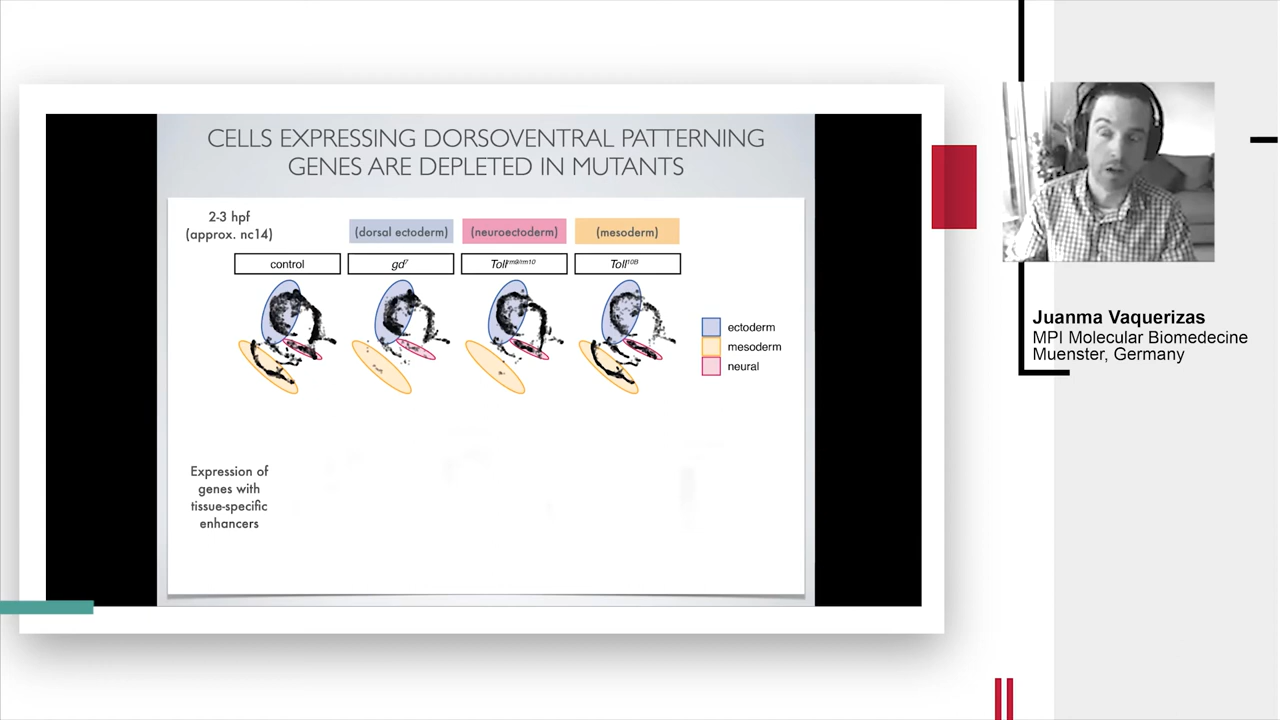 CELLS EXPRESSING DORSOVENTRAL PATTERNING
GENES ARE DEPLETED IN MUTANTS
2-3 hpf
(approx. nc14)
(dorsal ectoderm)
(neuroectoderm)
(mesoderm)
control
gd⁷
Toll^rm9/rm10
Toll^10B
ectoderm
mesoderm
neural
Expression of
genes with
tissue-specific
enhancers
Juanma Vaquerizas
MPI Molecular Biomedecine
Muenster, Germany